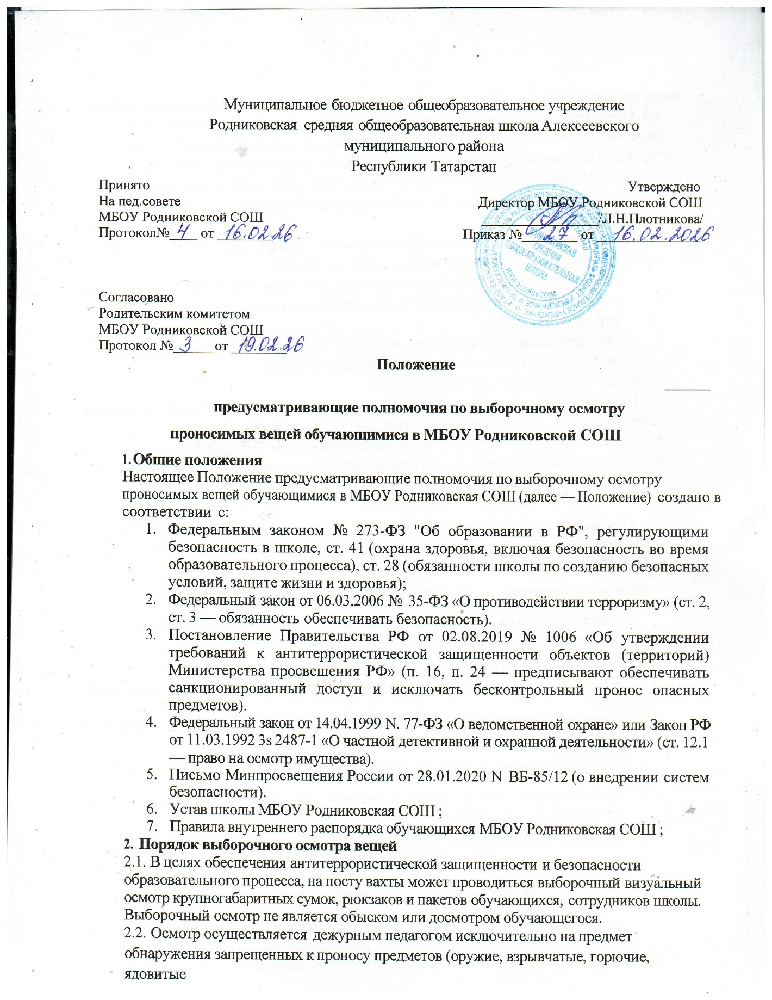 Муниципальное бюджетное общеобразовательное учреждение
Родниковская средняя общеобразовательная школа Алексеевского
муниципального района
Республики Татарстан
Принято Утверждено
На пед.совете Директор МБОУ Родниковской СОШ
МБОУ Родниковской СОШ /Л.Н.Плотникова/
Протокол№ 4 от 16.02.26. Приказ № 27 от 16.02.2026
РОДНИКОВСКАЯ
СРЕДНЯЯ
ОБЩЕОБРАЗОВАТЕЛЬНАЯ
ШКОЛА
Согласовано
Родительским комитетом
МБОУ Родниковской СОШ
Протокол № 3 от 19.02.26
Положение
предусматривающие полномочия по выборочному осмотру
проносимых вещей обучающимися в МБОУ Родниковской СОШ
1.Общие положения
Настоящее Положение предусматривающие полномочия по выборочному осмотру
проносимых вещей обучающимися в МБОУ Родниковская СОШ (далее — Положение) создано в
соответствии с:
1. Федеральным законом № 273-ФЗ "Об образовании в РФ", регулирующими
безопасность в школе, ст. 41 (охрана здоровья, включая безопасность во время
образовательного процесса), ст. 28 (обязанности школы по созданию безопасных
условий, защите жизни и здоровья);
2. Федеральный закон от 06.03.2006 № 35-ФЗ «О противодействии терроризму» (ст. 2,
ст. 3 — обязанность обеспечивать безопасность).
3. Постановление Правительства РФ от 02.08.2019 № 1006 «Об утверждении
требований к антитеррористической защищенности объектов (территорий)
Министерства просвещения РФ» (п. 16, п. 24 — предписывают обеспечивать
санкционированный доступ и исключать бесконтрольный пронос опасных
предметов).
4. Федеральный закон от 14.04.1999 N. 77-ФЗ «О ведомственной охране» или Закон РФ
от 11.03.1992 3s 2487-1 «О частной детективной и охранной деятельности» (ст. 12.1
— право на осмотр имущества).
5. Письмо Минпросвещения России от 28.01.2020 N ВБ-85/12 (о внедрении систем
безопасности).
6. Устав школы МБОУ Родниковская СОШ ;
7. Правила внутреннего распорядка обучающихся МБОУ Родниковская СОШ ;
2. Порядок выборочного осмотра вещей
2.1. В целях обеспечения антитеррористической защищенности и безопасности
образовательного процесса, на посту вахты может проводиться выборочный визуальный
осмотр крупногабаритных сумок, рюкзаков и пакетов обучающихся, сотрудников школы.
Выборочный осмотр не является обыском или досмотром обучающегося.
2.2. Осмотр осуществляется дежурным педагогом исключительно на предмет
обнаружения запрещенных к проносу предметов (оружие, взрывчатые, горючие,
ядовитые